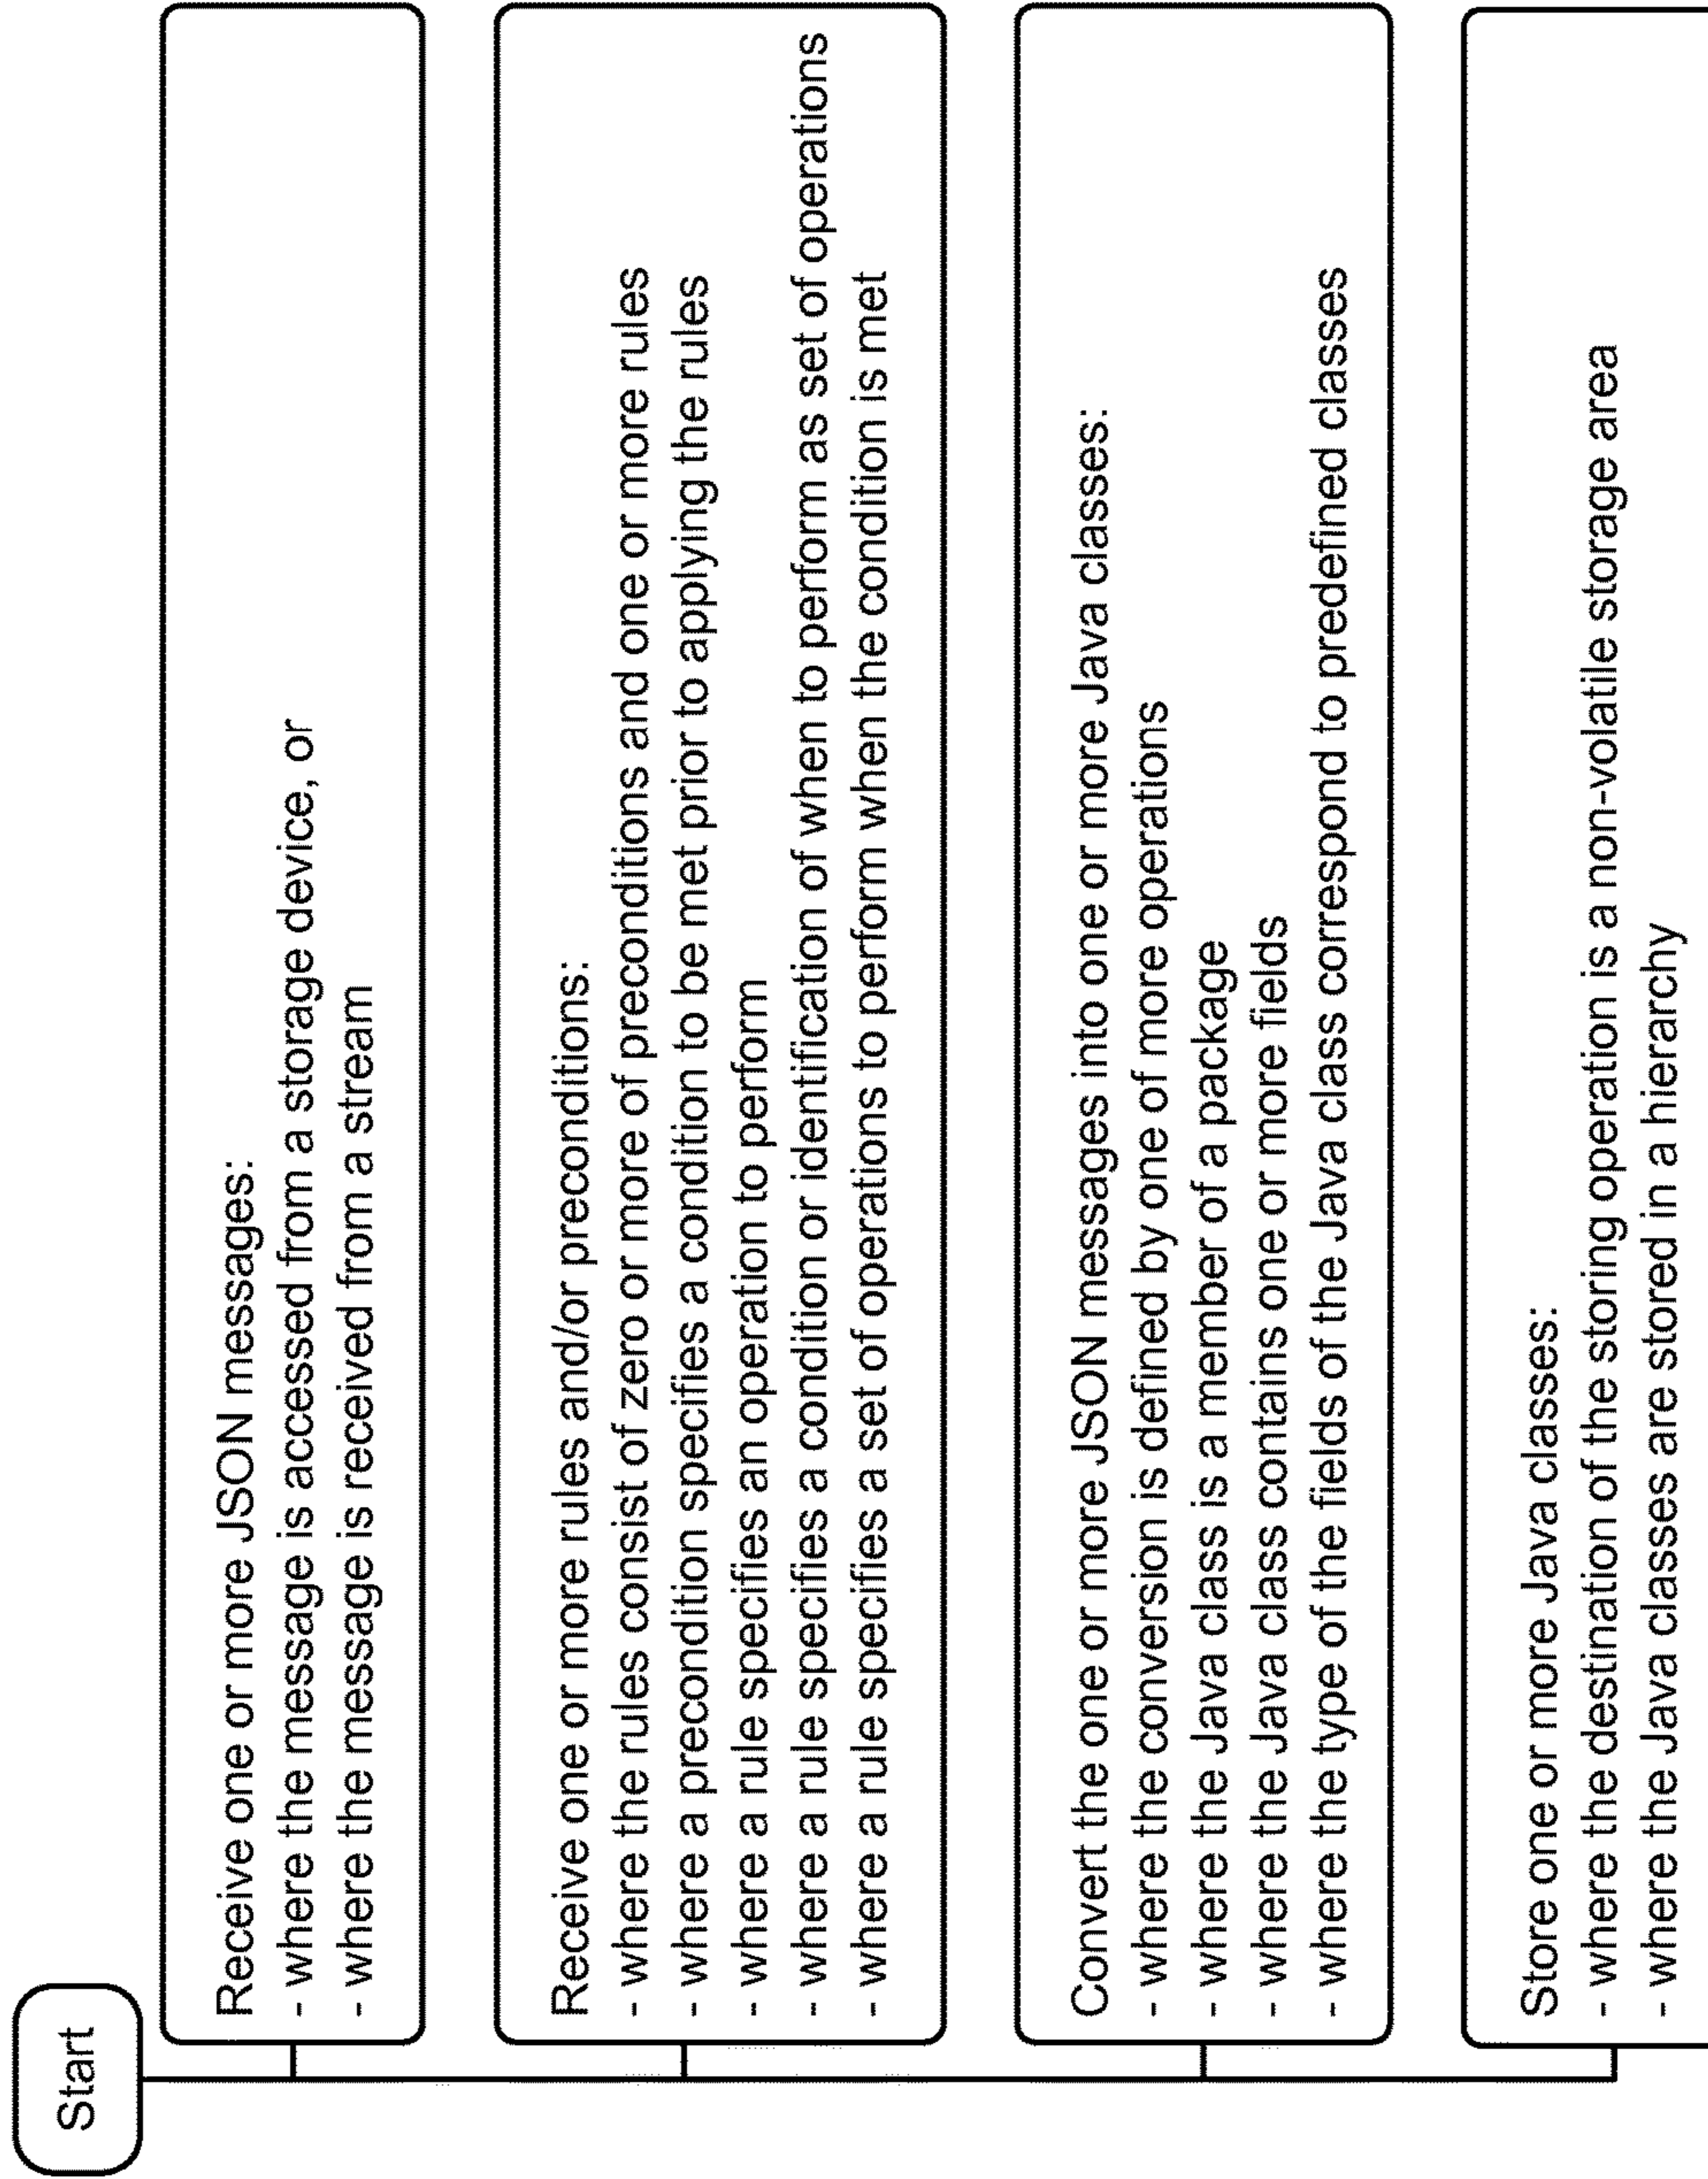 Start
Receive one or more JSON messages:
- where the message is accessed from a storage device, or
- where the message is received from a stream
Receive one or more rules and/or preconditions:
- where the rules consist of zero or more of preconditions and one or more rules
- where a precondition specifies a condition to be met prior to applying the rules
- where a rule specifies an operation to perform
- where a rule specifies a condition or identification of when to perform as set of operations
- where a rule specifies a set of operations to perform when the condition is met
Convert the one or more JSON messages into one or more Java classes:
- where the conversion is defined by one of more operations
- where the Java class is a member of a package
- where the Java class contains one or more fields
- where the type of the fields of the Java class correspond to predefined classes
Store one or more Java classes:
- where the destination of the storing operation is a non-volatile storage area
- where the Java classes are stored in a hierarchy